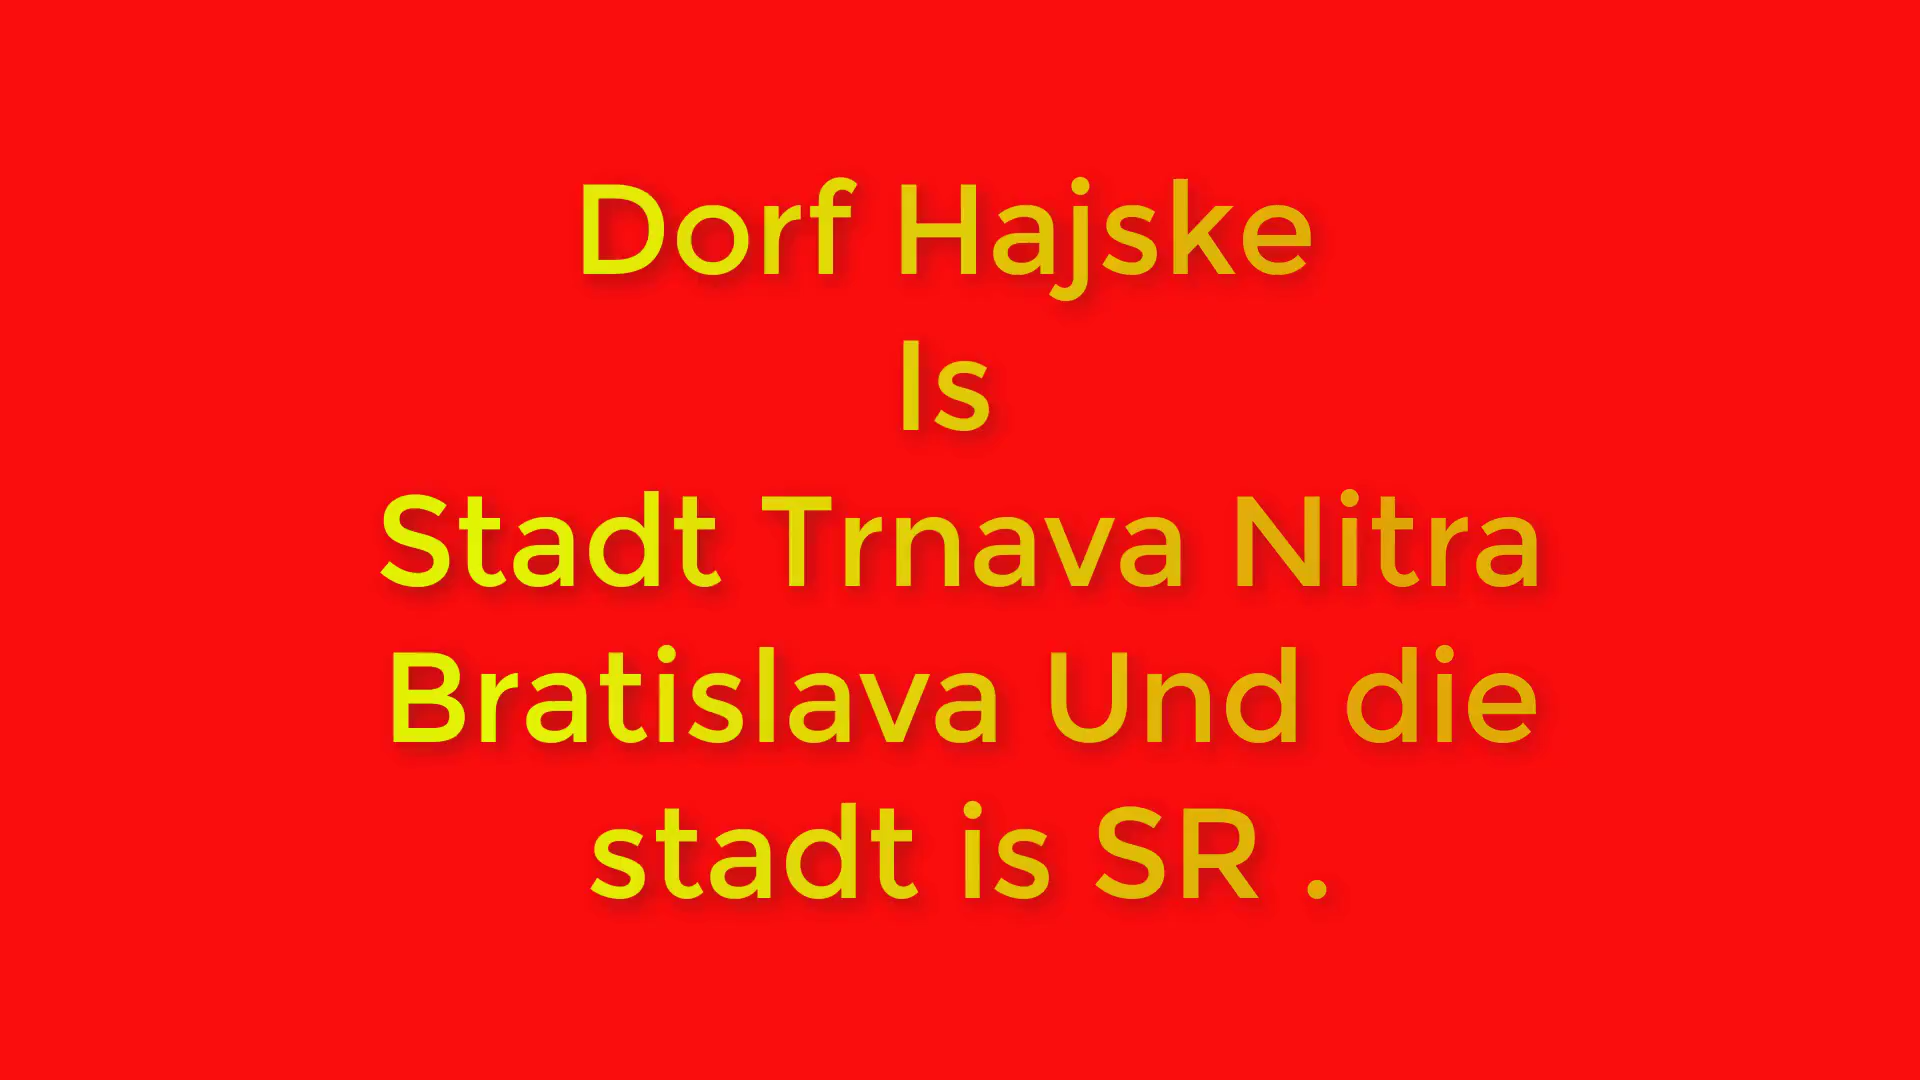 Dorf Hajske
Is
Stadt Trnava Nitra
Bratislava Und die
stadt is SR .